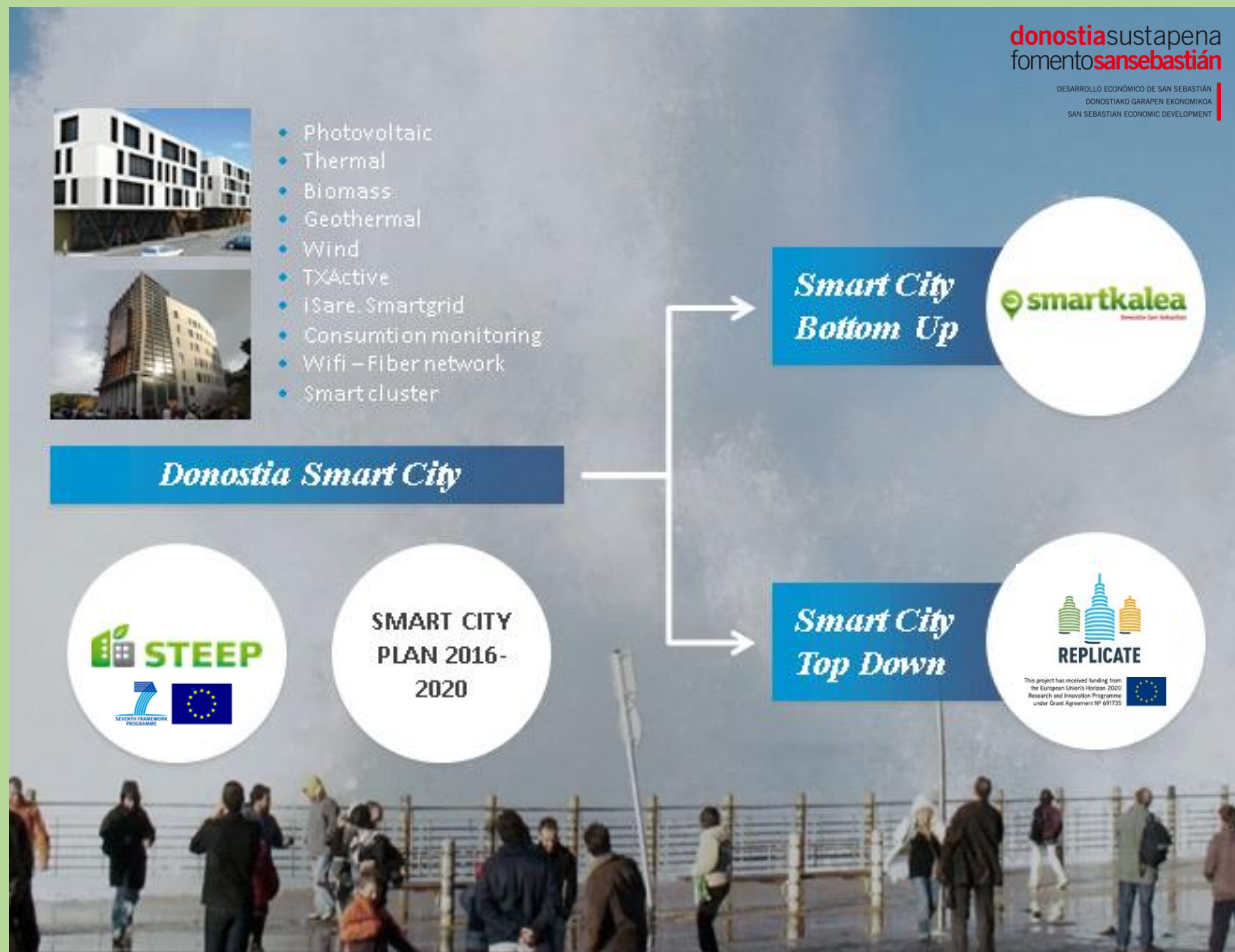 donostiasustapena
fomentosansebastián
DESARROLLO ECONÓMICO DE SAN SEBASTIÁN
DONOSTIAKO GARAPEN EKONOMIKOA
SAN SEBASTIAN ECONOMIC DEVELOPMENT
• Photovoltaic
• Thermal
• Biomass
• Geothermal
• Wind
• TXActive
• iSare. Smartgrid
• Consumtion monitoring
• Wifi – Fiber network
• Smart cluster
Donostia Smart City
Smart City
Bottom Up
smartkalea
Donostia San Sebastian
STEEP
SEVENTH FRAMEWORK
PROGRAMME
SMART CITY
PLAN 2016-
2020
Smart City
Top Down
REPLICATE
This project has received funding from
the European Union's Horizon 2020
Research and Innovation Programme
under Grant Agreement Nº 691735